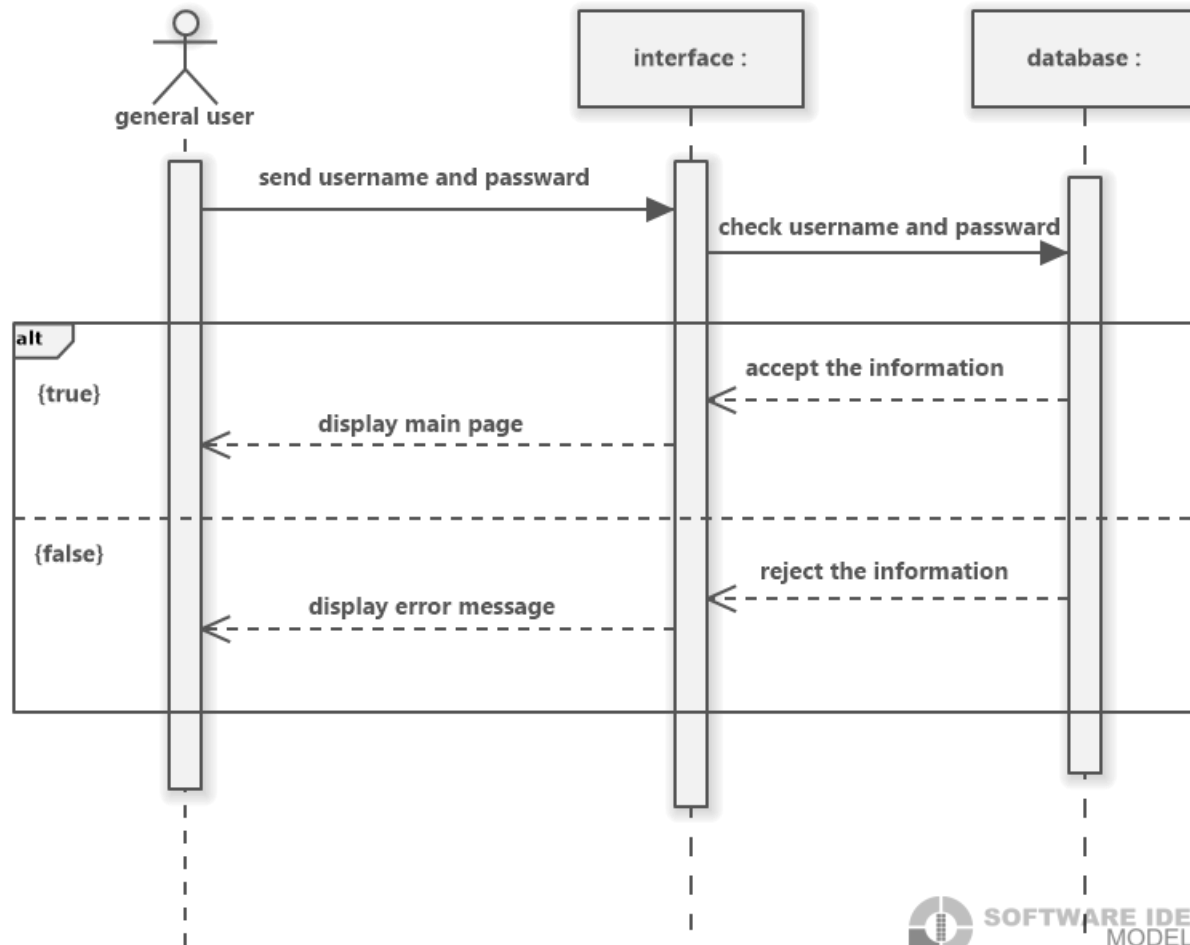 general user
interface :
database :
send username and passward
check username and passward
alt
{true}
accept the information
display main page
{false}
reject the information
display error message
SOFTWARE IDE
MODEL